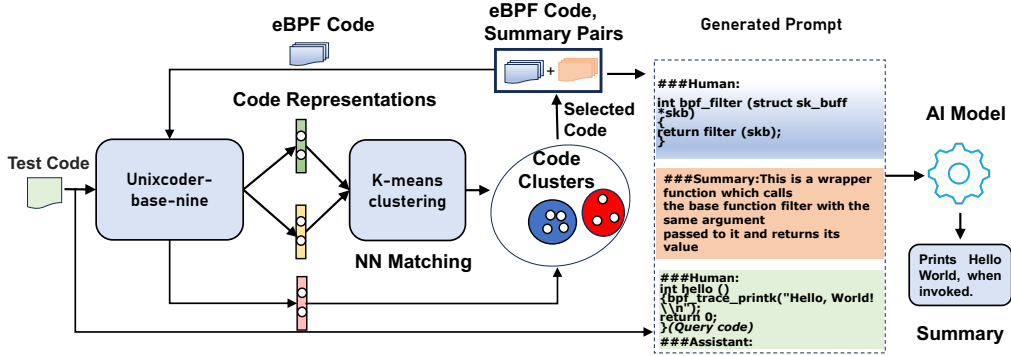 eBPF Code
eBPF Code,
Summary Pairs
+
Generated Prompt
Code Representations
Selected
Code
Test Code
Unixcoder-
base-nine
K-means
clustering
Code
Clusters
NN Matching
###Human:
int bpf_filter (struct sk_buff
*skb)
{
return filter (skb);
}
###Summary:This is a wrapper
function which calls
the base function filter with the
same argument
passed to it and returns its
value
###Human:
int hello ()
{bpf_trace_printk("Hello, World!
\\n");
return 0;
}(Query code)
###Assistant:
AI Model
Prints Hello
World, when
invoked.
Summary